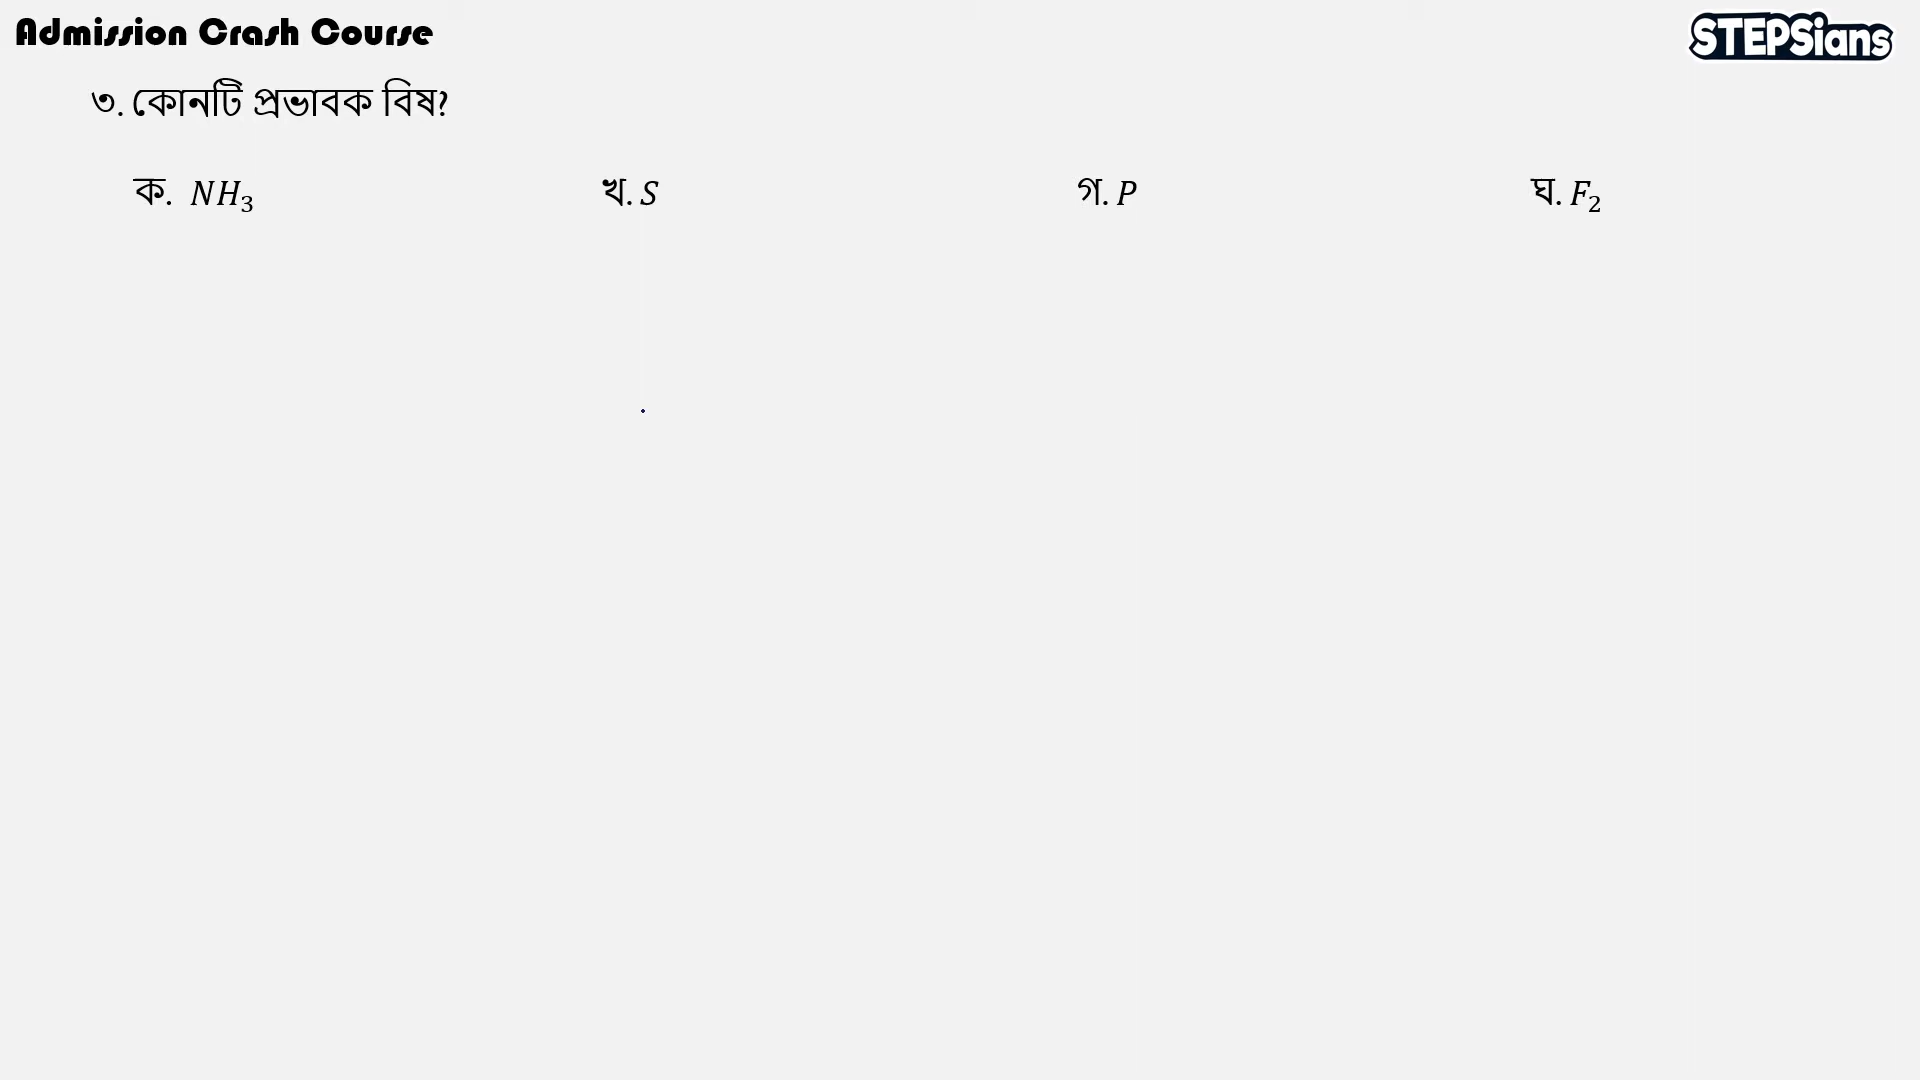 Admission Crash Course
STEPSians
৩. কোনটি প্রভাবক বিষ?
ক. NH₃ খ. S গ. P ঘ. F₂